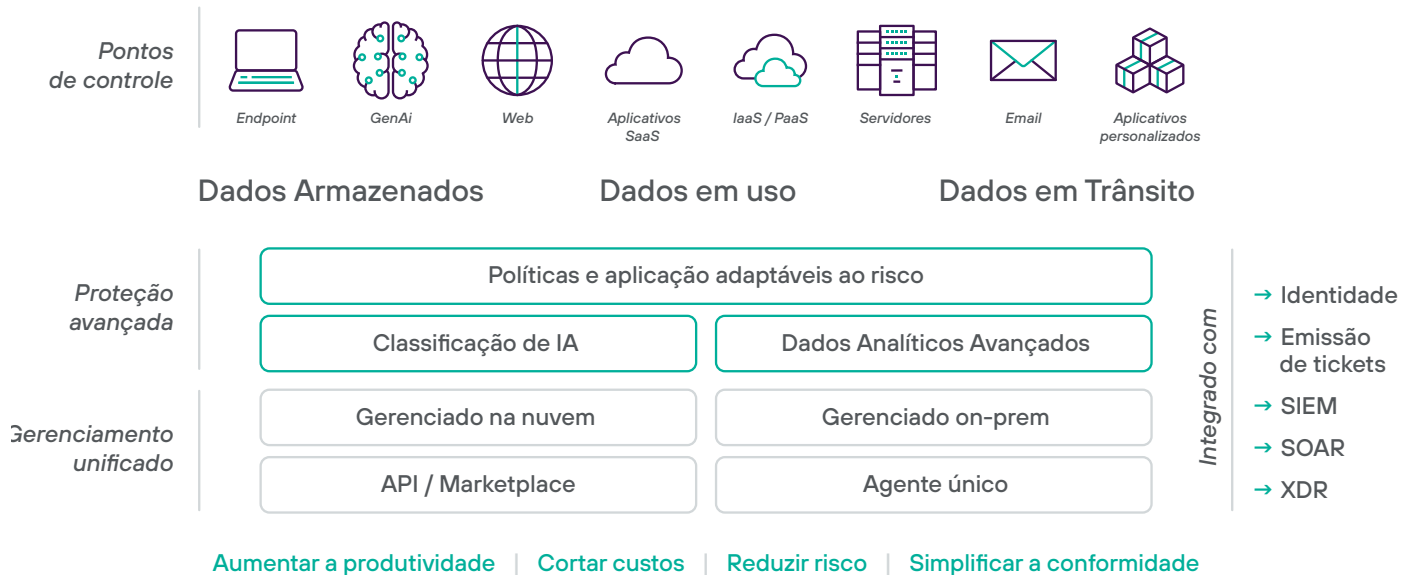 Pontos
de controle
Endpoint
GenAi
Web
Aplicativos
SaaS
IaaS / PaaS
Servidores
Email
Aplicativos
personalizados
Dados Armazenados
Dados em uso
Dados em Trânsito
Proteção
avançada
Políticas e aplicação adaptáveis ao risco
Classificação de IA
Dados Analíticos Avançados
Gerenciamento
unificado
Gerenciado na nuvem
Gerenciado on-prem
API / Marketplace
Agente único
Integrado com
→ Identidade
→ Emissão
de tickets
→ SIEM
→ SOAR
→ XDR
Aumentar a produtividade | Cortar custos | Reduzir risco | Simplificar a conformidade